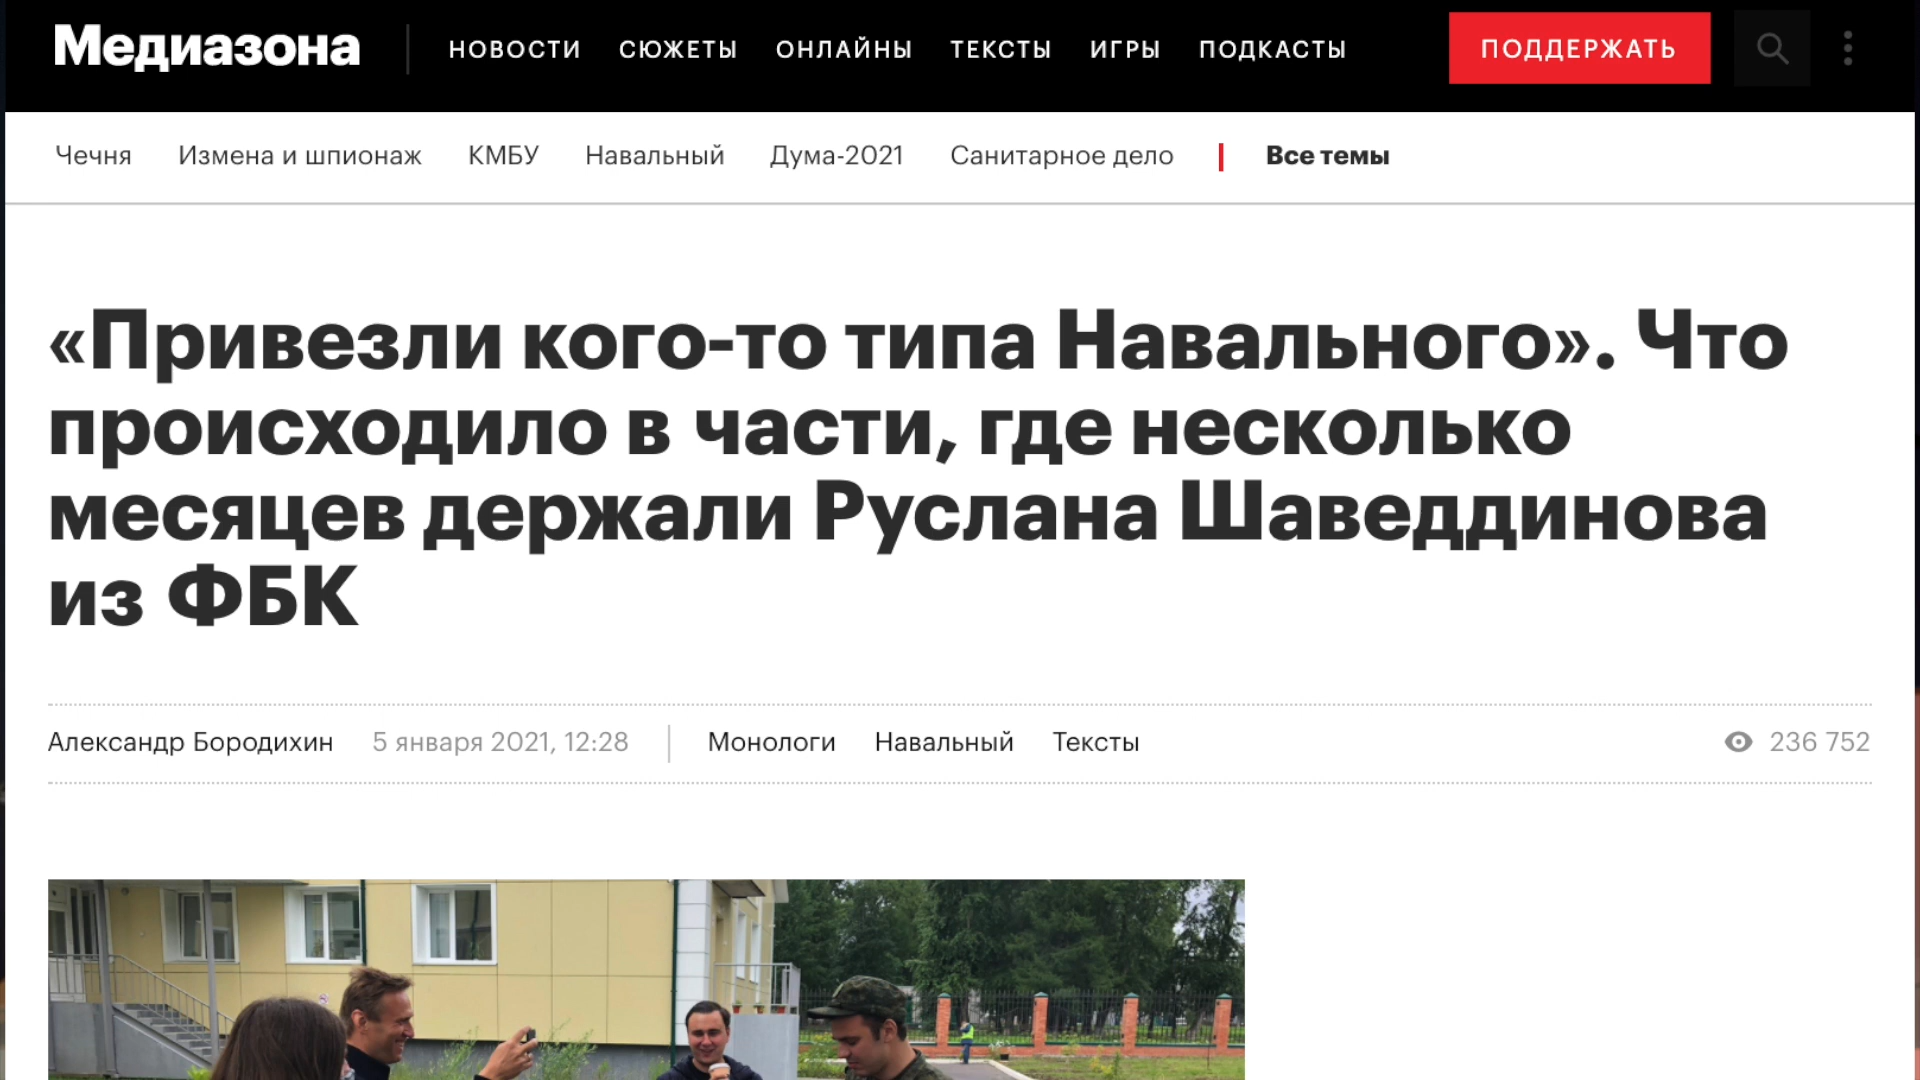 Медиазона
НОВОСТИ СЮЖЕТЫ ОНЛАЙНЫ ТЕКСТЫ ИГРЫ ПОДКАСТЫ
ПОДДЕРЖАТЬ
Чечня Измена и шпионаж КМБУ Навальный Дума-2021 Санитарное дело Все темы
«Привезли кого-то типа Навального». Что
происходило в части, где несколько
месяцев держали Руслана Шаведдинова
из ФБК
Александр Бородихин 5 января 2021, 12:28 Монологи Навальный Тексты 236 752